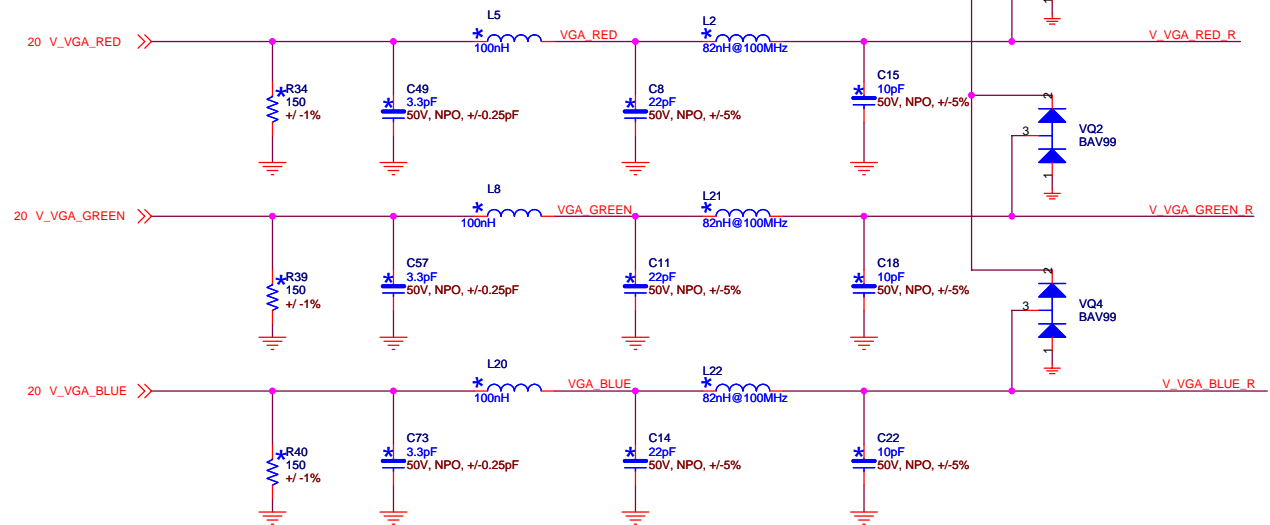 L5
L2
1
20 V_VGA_RED
*
100nH
VGA_RED
*
82nH@100MHz
V_VGA_RED_R
*R34
150
+/ -1%
C49
*
3.3pF
50V, NPO, +/-0.25pF
C8
*
22pF
50V, NPO, +/-5%
C15
*
10pF
50V, NPO, +/-5%
2
3
1
VQ2
BAV99
L8
L21
20 V_VGA_GREEN
*
100nH
VGA_GREEN
*
82nH@100MHz
V_VGA_GREEN_R
*R39
150
+/ -1%
C57
*
3.3pF
50V, NPO, +/-0.25pF
C11
*
22pF
50V, NPO, +/-5%
C18
*
10pF
50V, NPO, +/-5%
2
3
1
VQ4
BAV99
L20
L22
20 V_VGA_BLUE
*
100nH
VGA_BLUE
*
82nH@100MHz
V_VGA_BLUE_R
*R40
150
+/ -1%
C73
*
3.3pF
50V, NPO, +/-0.25pF
C14
*
22pF
50V, NPO, +/-5%
C22
*
10pF
50V, NPO, +/-5%